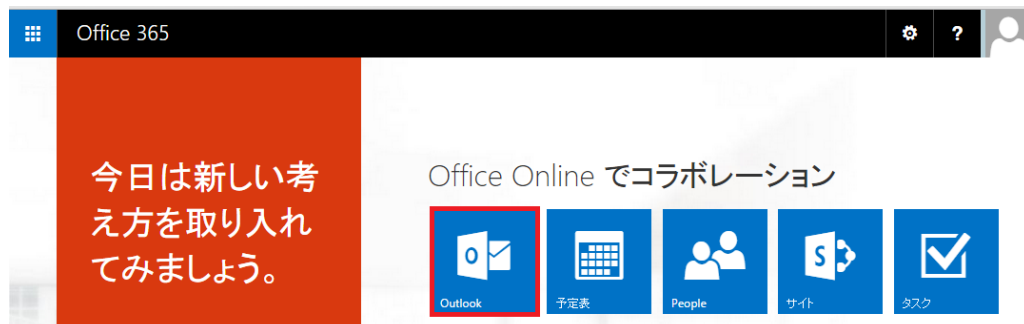 Office 365
?
今日は新しい考
え方を取り入れ
てみましょう。
Office Online でコラボレーション
Outlook
予定表
People
サイト
タスク